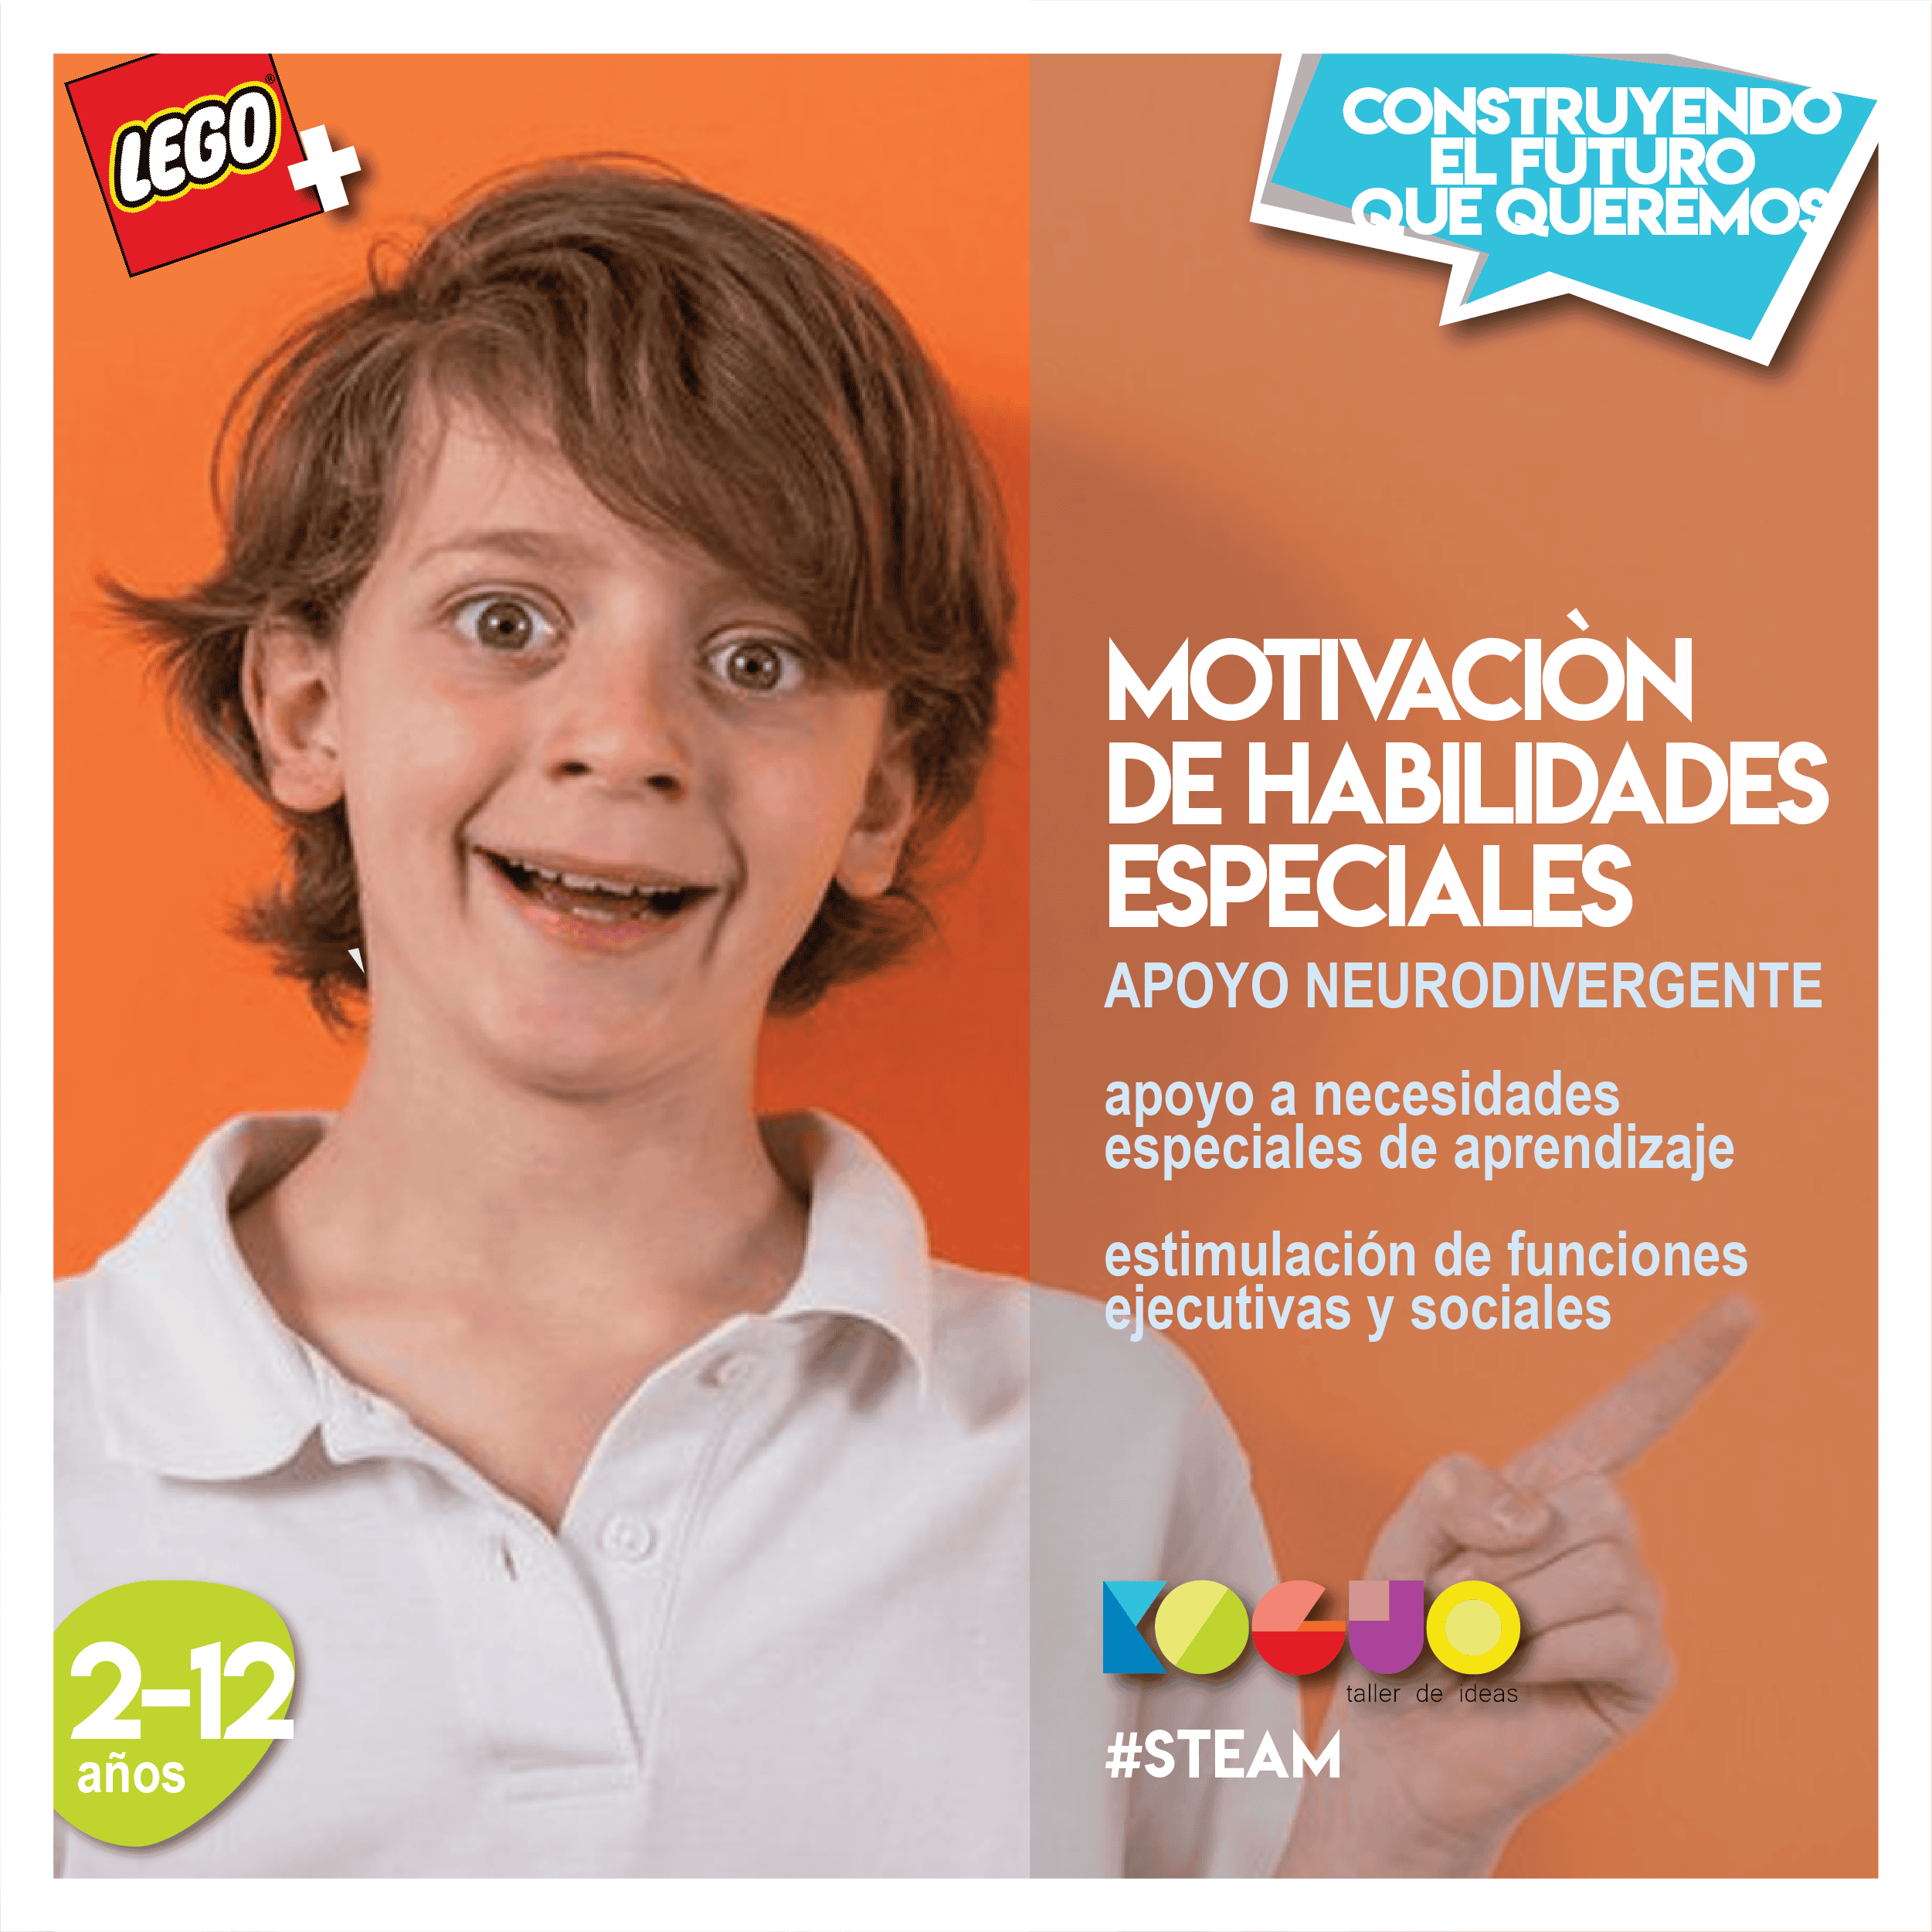 LEGO®+
CONSTRUYENDO
EL FUTURO
QUE QUEREMOS
MOTIVACIÒN
DE HABILIDADES
ESPECIALES
APOYO NEURODIVERGENTE
apoyo a necesidades
especiales de aprendizaje
estimulación de funciones
ejecutivas y sociales
KOGUO
taller de ideas
#STEAM
2-12
años